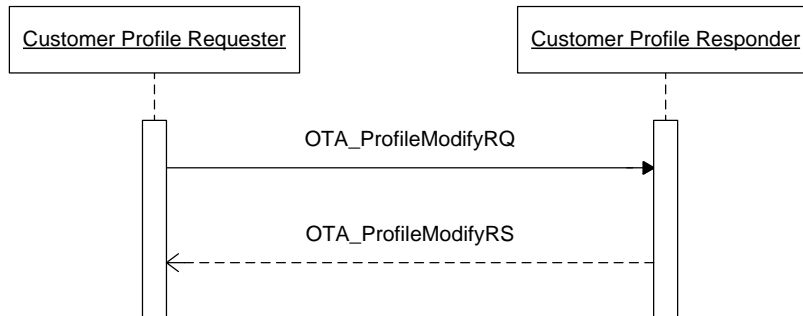 Customer Profile Requester
Customer Profile Responder
OTA_ProfileModifyRQ
OTA_ProfileModifyRS